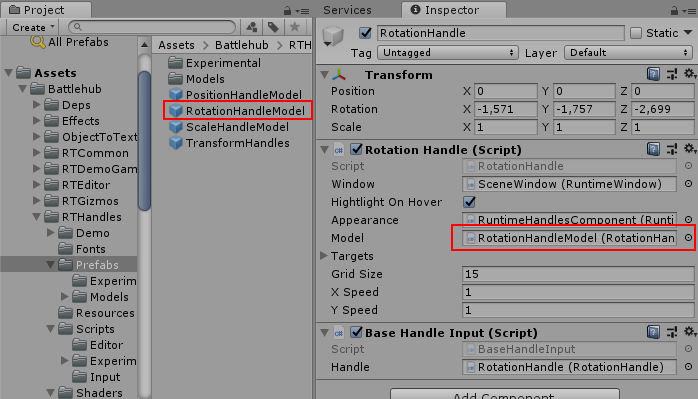 Project
Create
All Prefabs
Assets
Battlehub
Deps
Effects
ObjectToText
RTCommon
RTDemoGam
RTEditor
RTGizmos
RTHandles
Demo
Fonts
Prefabs
Experim
Models
Resources
Scripts
Editor
Experim
Input
Shaders
Assets Battlehub RTH
Experimental
Models
PositionHandleModel
RotationHandleModel
ScaleHandleModel
TransformHandles
Services Inspector
RotationHandle Static
Tag Untagged Layer Default
Transform
Position X 0 Y 0 Z 0
Rotation X -1,571 Y -1,757 Z -2,699
Scale X 1 Y 1 Z 1
Rotation Handle (Script)
Script RotationHandle
Window SceneWindow (RuntimeWindow)
Hightlight On Hover
Appearance RuntimeHandlesComponent (Runti
Model RotationHandleModel (RotationHan
Targets
Grid Size 15
X Speed 1
Y Speed 1
Base Handle Input (Script)
Script BaseHandleInput
Handle RotationHandle (RotationHandle)
Add Component